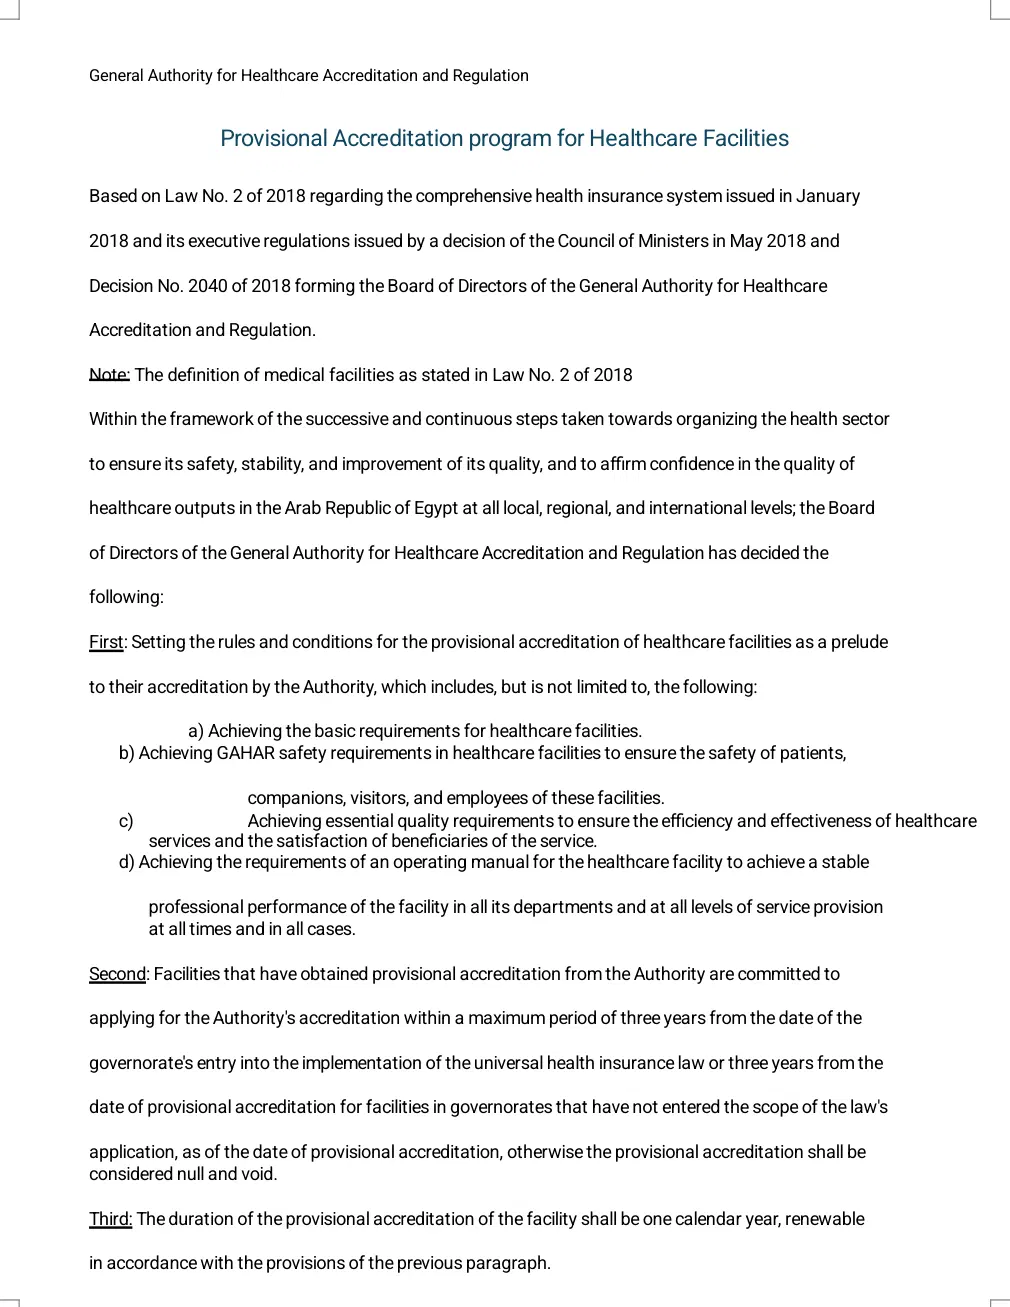 General Authority for Healthcare Accreditation and Regulation
Provisional Accreditation program for Healthcare Facilities
Based on Law No. 2 of 2018 regarding the comprehensive health insurance system issued in January
2018 and its executive regulations issued by a decision of the Council of Ministers in May 2018 and
Decision No. 2040 of 2018 forming the Board of Directors of the General Authority for Healthcare
Accreditation and Regulation.
Note: The definition of medical facilities as stated in Law No. 2 of 2018
Within the framework of the successive and continuous steps taken towards organizing the health sector
to ensure its safety, stability, and improvement of its quality, and to affirm confidence in the quality of
healthcare outputs in the Arab Republic of Egypt at all local, regional, and international levels; the Board
of Directors of the General Authority for Healthcare Accreditation and Regulation has decided the
following:
First: Setting the rules and conditions for the provisional accreditation of healthcare facilities as a prelude
to their accreditation by the Authority, which includes, but is not limited to, the following:
a) Achieving the basic requirements for healthcare facilities.
b) Achieving GAHAR safety requirements in healthcare facilities to ensure the safety of patients,
companions, visitors, and employees of these facilities.
c) Achieving essential quality requirements to ensure the efficiency and effectiveness of healthcare
services and the satisfaction of beneficiaries of the service.
d) Achieving the requirements of an operating manual for the healthcare facility to achieve a stable
professional performance of the facility in all its departments and at all levels of service provision
at all times and in all cases.
Second: Facilities that have obtained provisional accreditation from the Authority are committed to
applying for the Authority's accreditation within a maximum period of three years from the date of the
governorate's entry into the implementation of the universal health insurance law or three years from the
date of provisional accreditation for facilities in governorates that have not entered the scope of the law's
application, as of the date of provisional accreditation, otherwise the provisional accreditation shall be
considered null and void.
Third: The duration of the provisional accreditation of the facility shall be one calendar year, renewable
in accordance with the provisions of the previous paragraph.